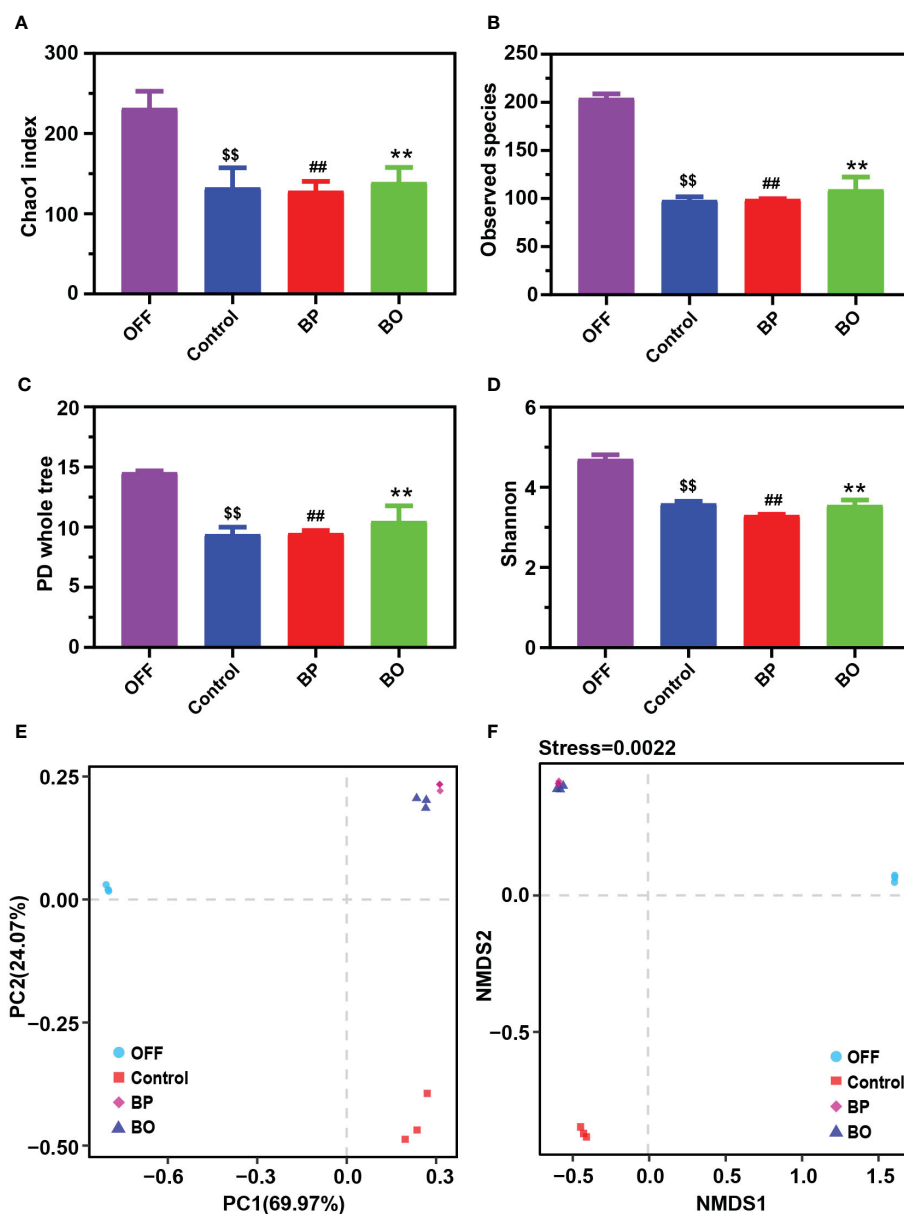 A
300
200
100
0
Chao1 index
$$
##
**
OFF
Control
BP
BO
B
250
200
150
100
50
0
Observed species
$$
##
**
OFF
Control
BP
BO
C
20
15
10
5
0
PD whole tree
$$
##
**
OFF
Control
BP
BO
D
6
4
2
0
Shannon
$$
##
**
OFF
Control
BP
BO
E
0.25
0.00
−0.25
−0.50
PC2(24.07%)
OFF
Control
BP
BO
−0.6
−0.3
0.0
0.3
PC1(69.97%)
F
Stress=0.0022
0.0
−0.5
NMDS2
OFF
Control
BP
BO
−0.5
0.0
0.5
1.0
1.5
NMDS1